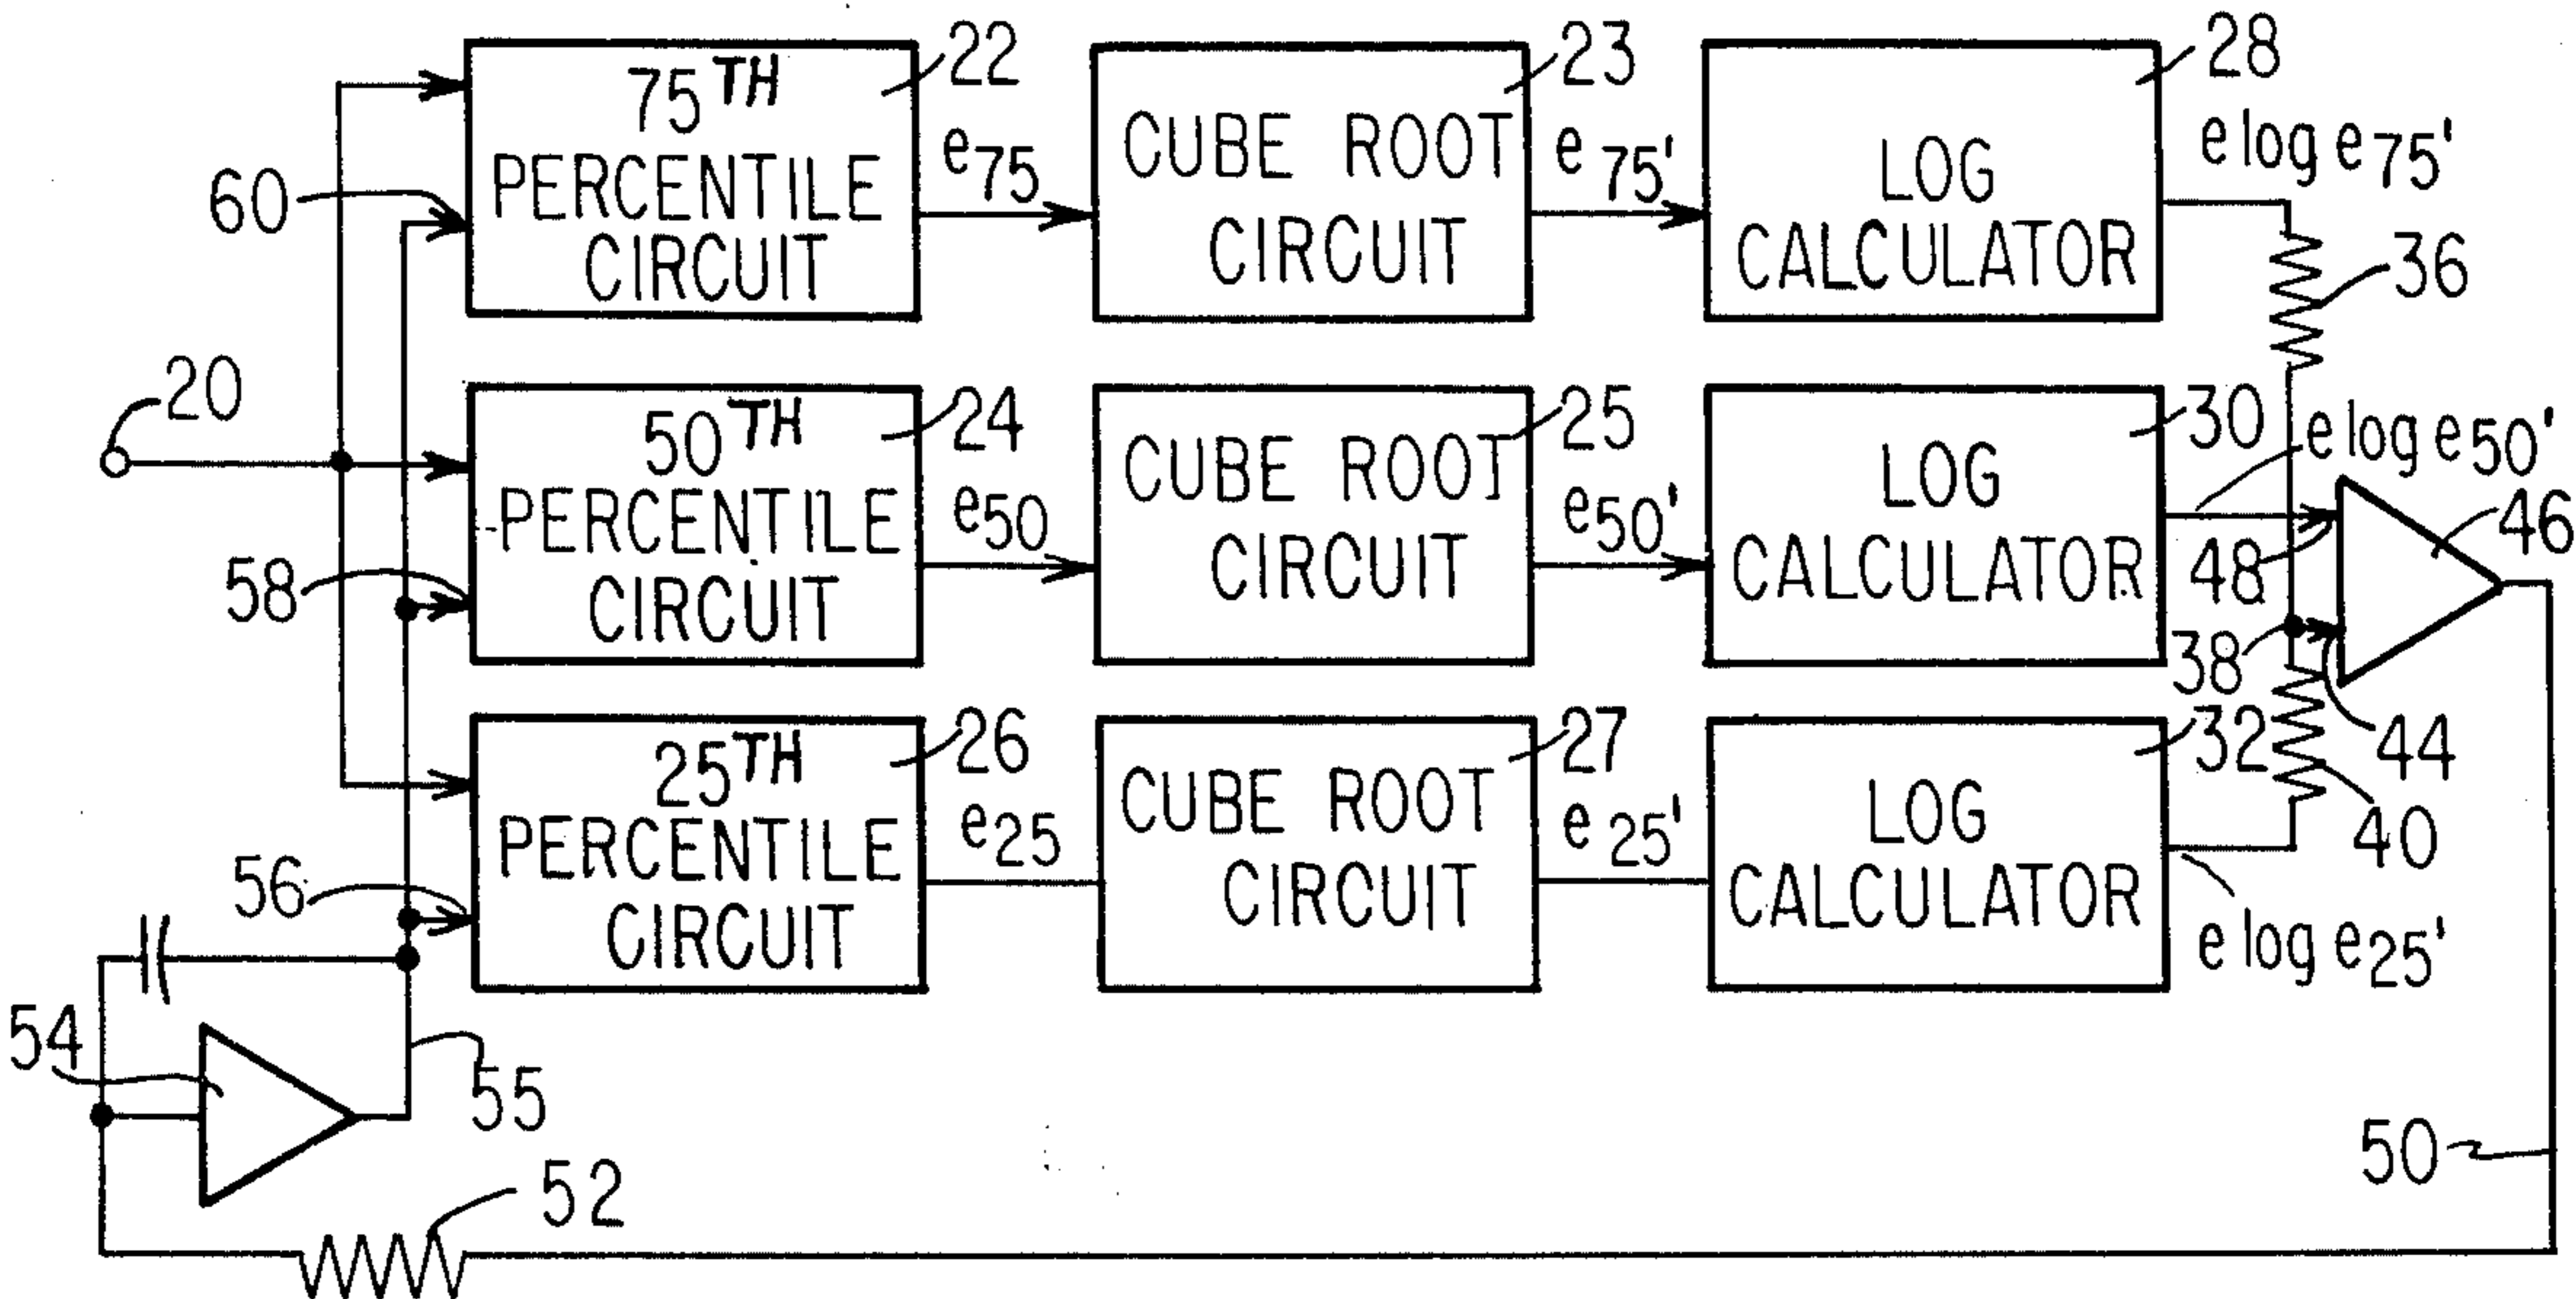 75TH
PERCENTILE
CIRCUIT
22
e75
CUBE ROOT
CIRCUIT
23
e75'
LOG
CALCULATOR
28
e log e75'
36
60
20
50TH
PERCENTILE
CIRCUIT
24
e50
CUBE ROOT
CIRCUIT
25
e50'
LOG
CALCULATOR
30
e log e50'
46
48
58
38
44
25TH
PERCENTILE
CIRCUIT
26
e25
CUBE ROOT
CIRCUIT
27
e25'
LOG
CALCULATOR
32
40
e log e25'
56
54
55
52
50